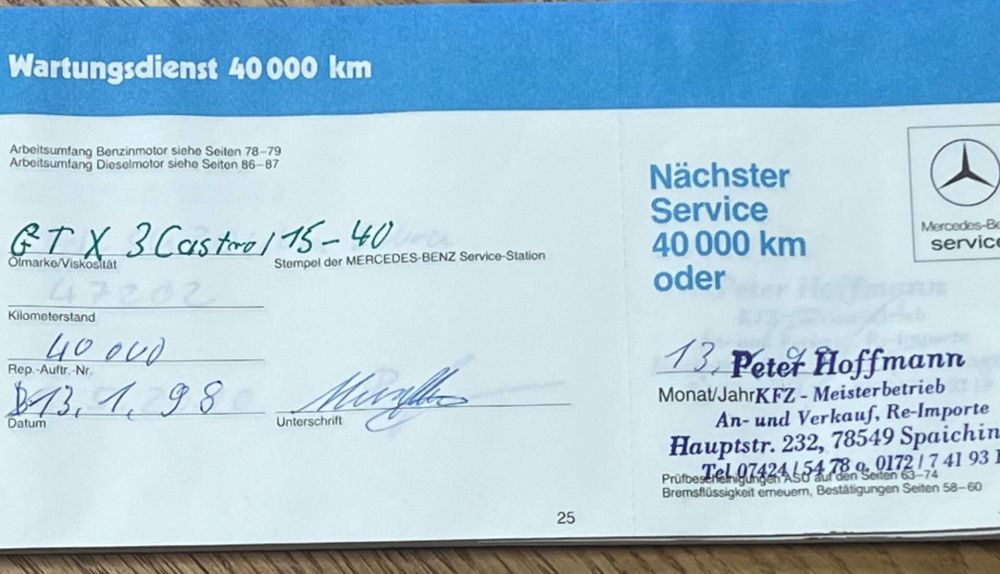 Wartungsdienst 40 000 km
Arbeitsumfang Benzinmotor siehe Seiten 78–79
Arbeitsumfang Dieselmotor siehe Seiten 86–87
GTX 3 Castrol 15-40
Ölmarke/Viskosität
Stempel der MERCEDES-BENZ Service-Station
47202
Kilometerstand
40 000
Rep.-Auftr.-Nr.
13.1.98
Datum
Unterschrift
25
Nächster
Service
40 000 km
oder
Mercedes-Be
service
13.
Peter Hoffmann
Monat/Jahr
KFZ - Meisterbetrieb
An- und Verkauf, Re-Importe
Hauptstr. 232, 78549 Spaichin
Tel 07424 / 54 78 o. 0172 / 7 41 93 1
Prüfbescheinigungen ASU auf den Seiten 63–74
Bremsflüssigkeit erneuern, Bestätigungen Seiten 58–60